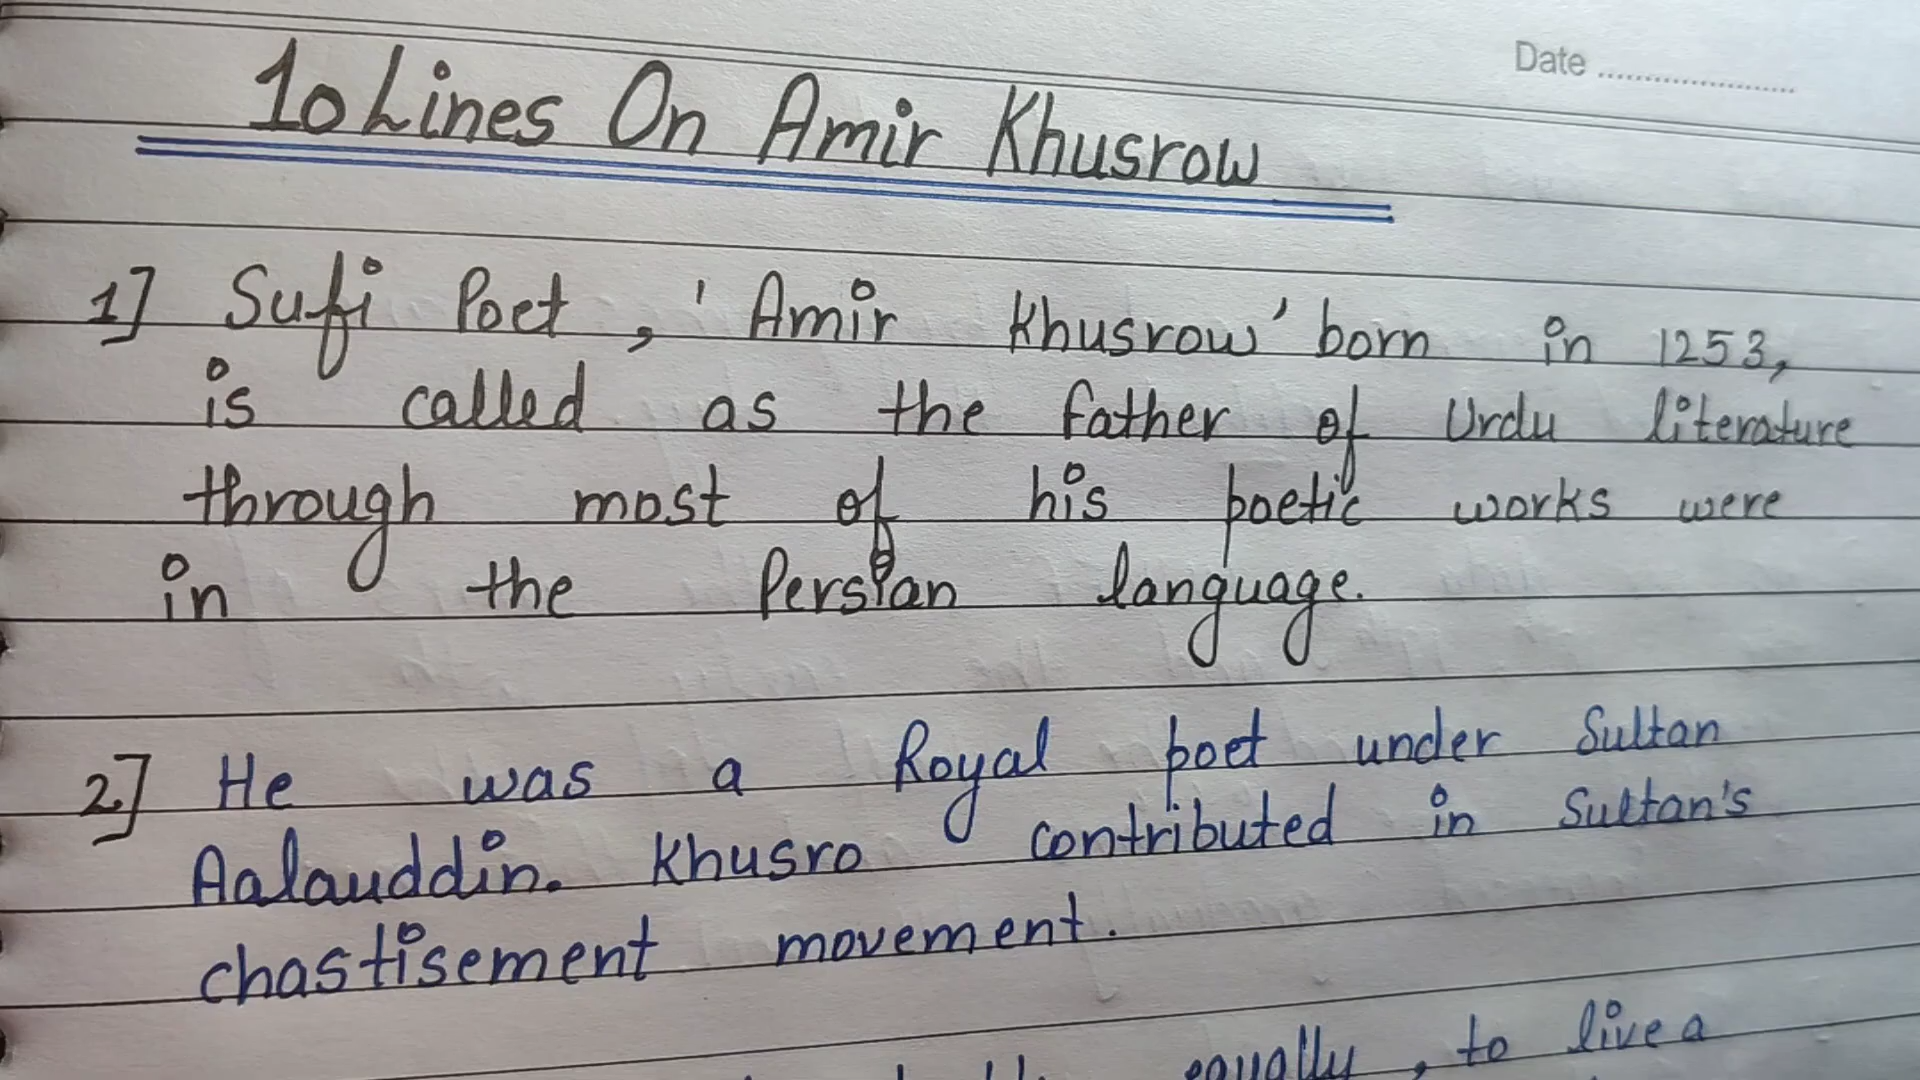 Date ....................
10 Lines On Amir Khusrow
1] Sufi Poet, 'Amir Khusrow' born in 1253,
is called as the father of Urdu literature
through most of his poetic works were
in the Persian language.
2] He was a Royal poet under Sultan
Aalauddin. Khusro contributed in Sultan's
chastisement movement.
equally, to live a